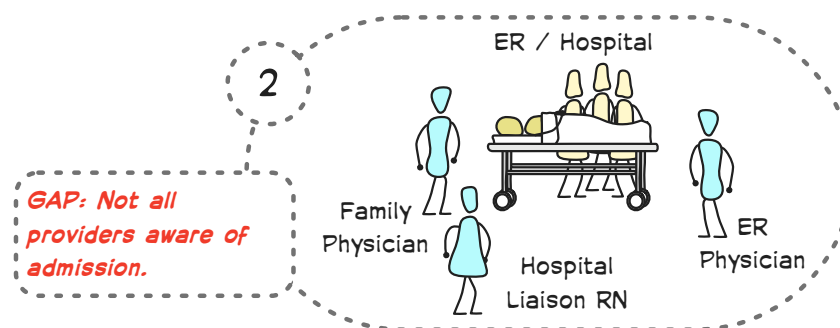 ER / Hospital
2
GAP: Not all
providers aware of
admission.
Family
Physician
Hospital
Liaison RN
ER
Physician